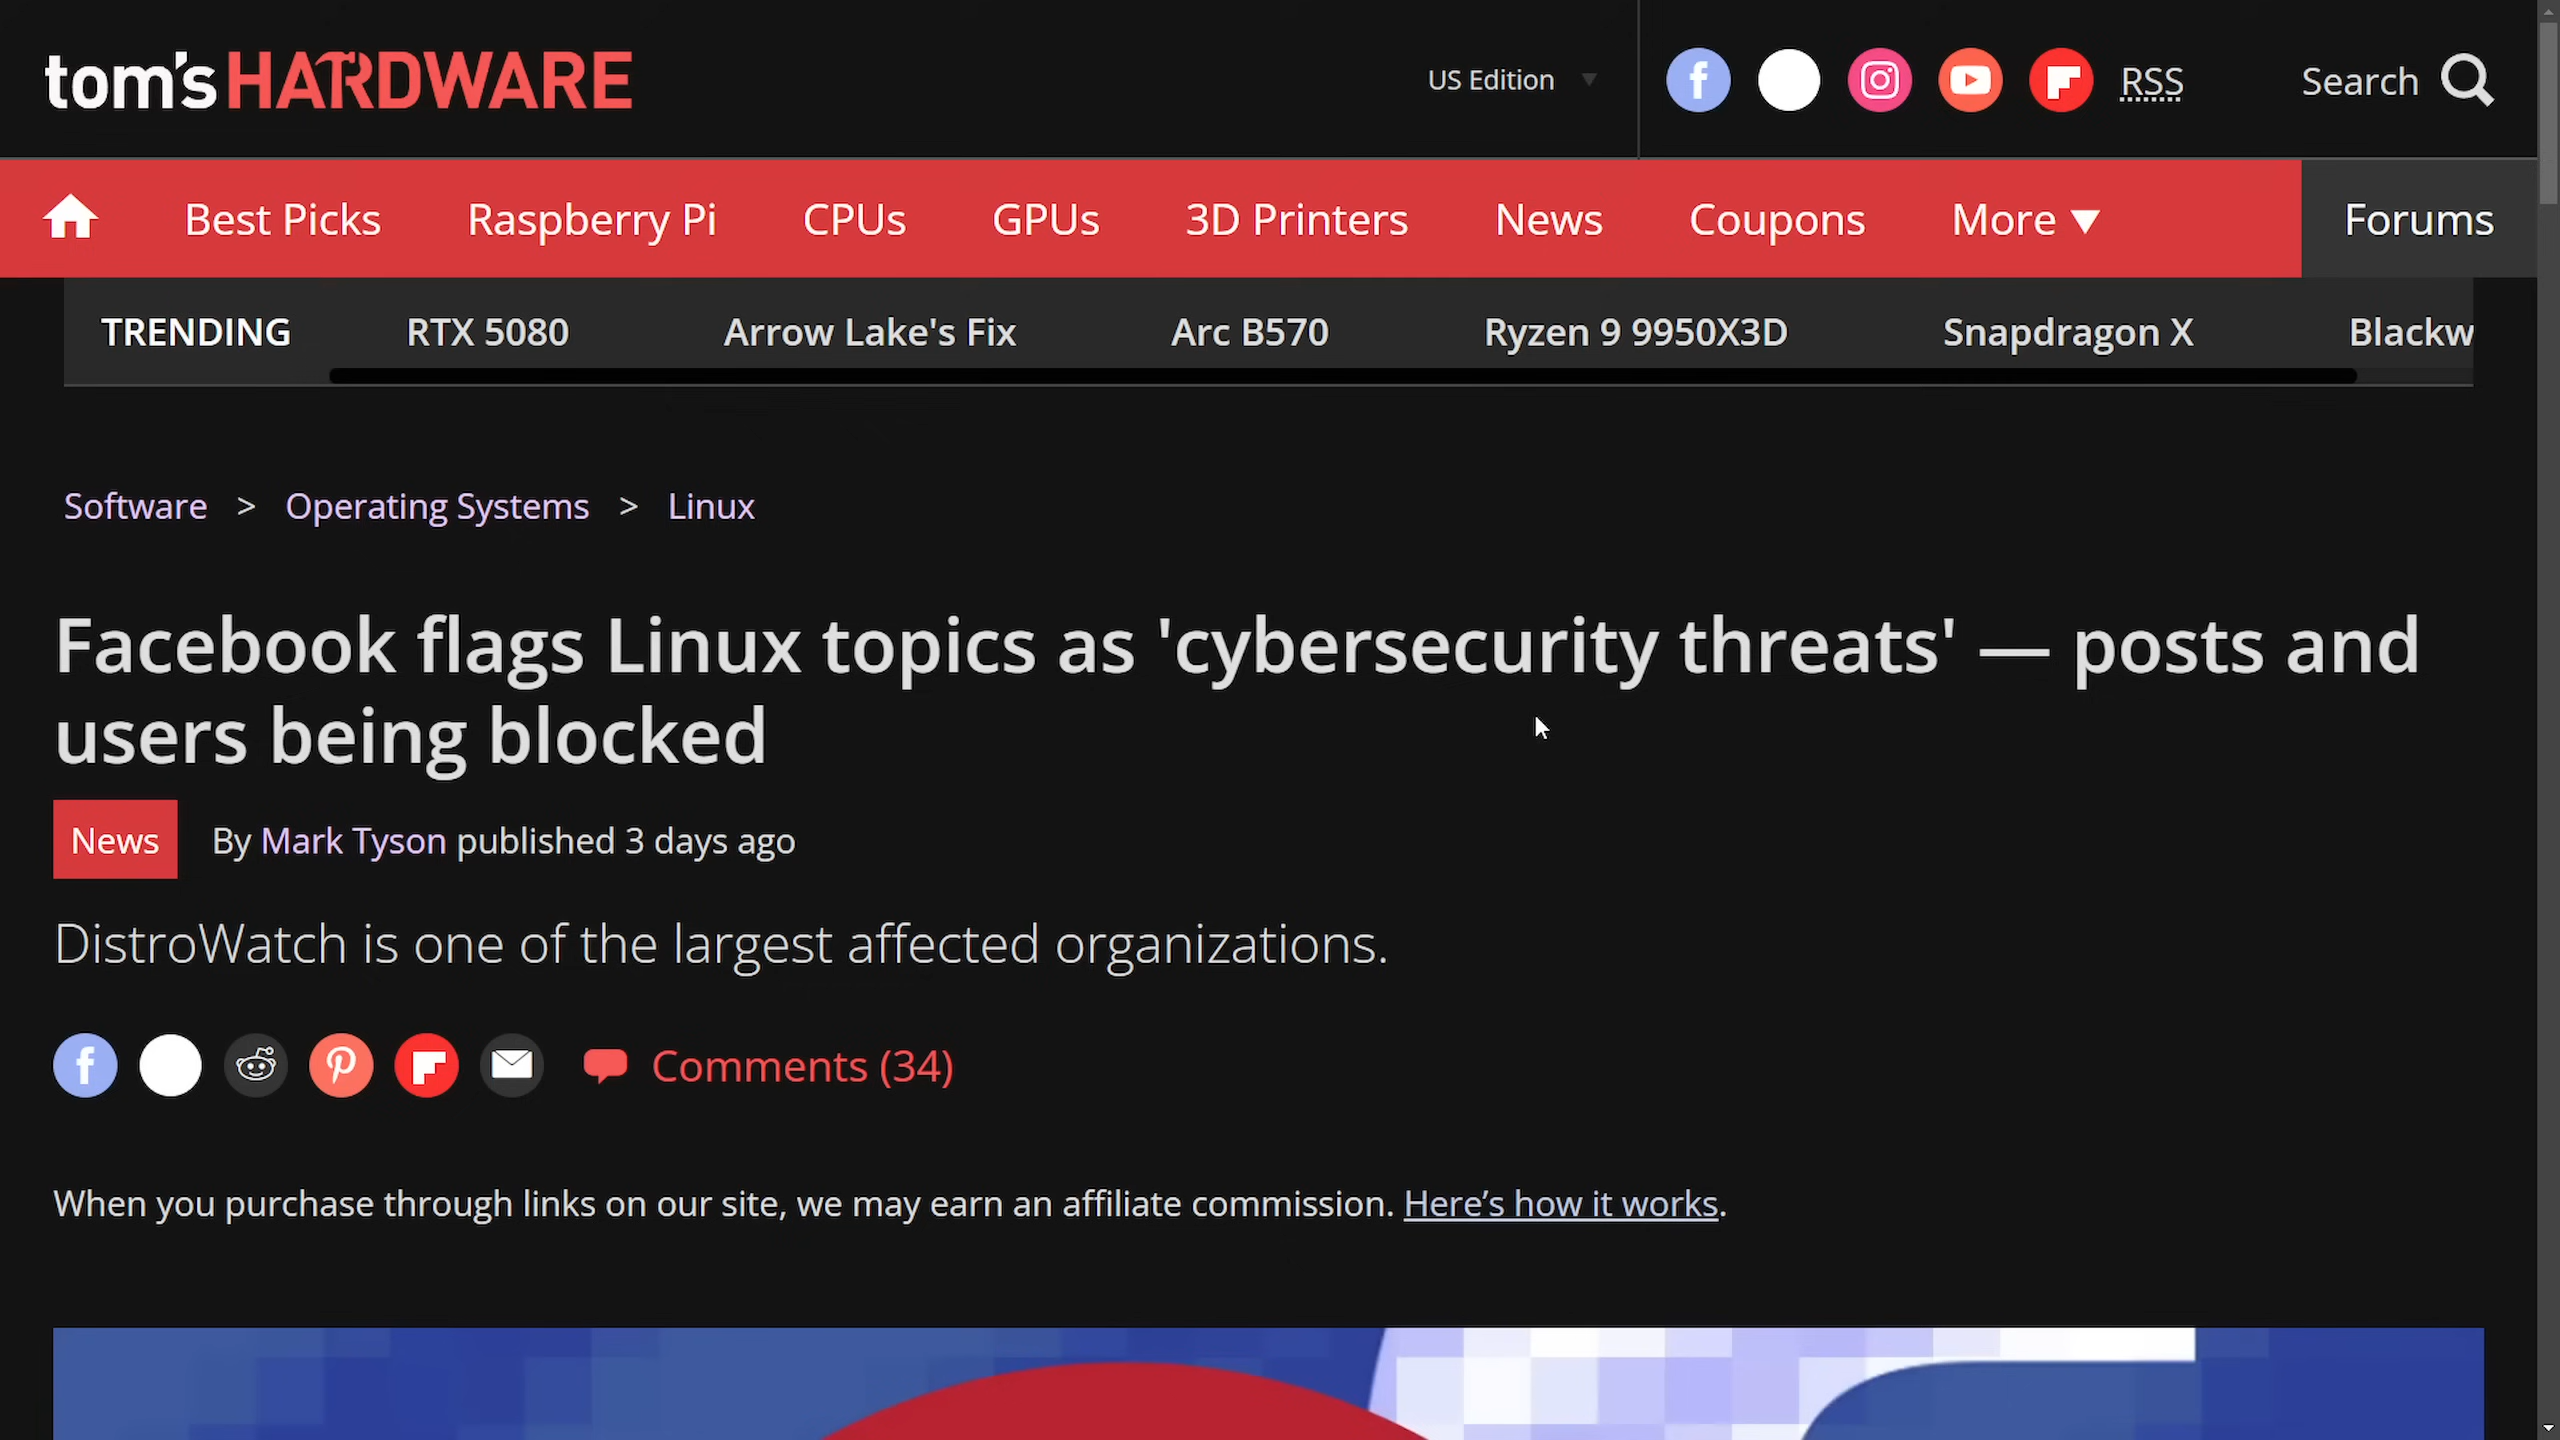 tom's HARDWARE
US Edition
RSS
Search
Best Picks
Raspberry Pi
CPUs
GPUs
3D Printers
News
Coupons
More
Forums
TRENDING
RTX 5080
Arrow Lake's Fix
Arc B570
Ryzen 9 9950X3D
Snapdragon X
Blackw
Software > Operating Systems > Linux
Facebook flags Linux topics as 'cybersecurity threats' — posts and
users being blocked
News
By Mark Tyson published 3 days ago
DistroWatch is one of the largest affected organizations.
Comments (34)
When you purchase through links on our site, we may earn an affiliate commission. Here’s how it works.